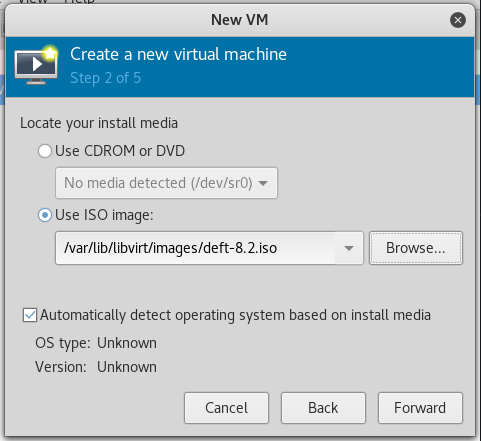 View Help
New VM
Create a new virtual machine
Step 2 of 5
Locate your install media
Use CDROM or DVD
No media detected (/dev/sr0)
Use ISO image:
/var/lib/libvirt/images/deft-8.2.iso
Browse...
Automatically detect operating system based on install media
OS type: Unknown
Version: Unknown
Cancel
Back
Forward